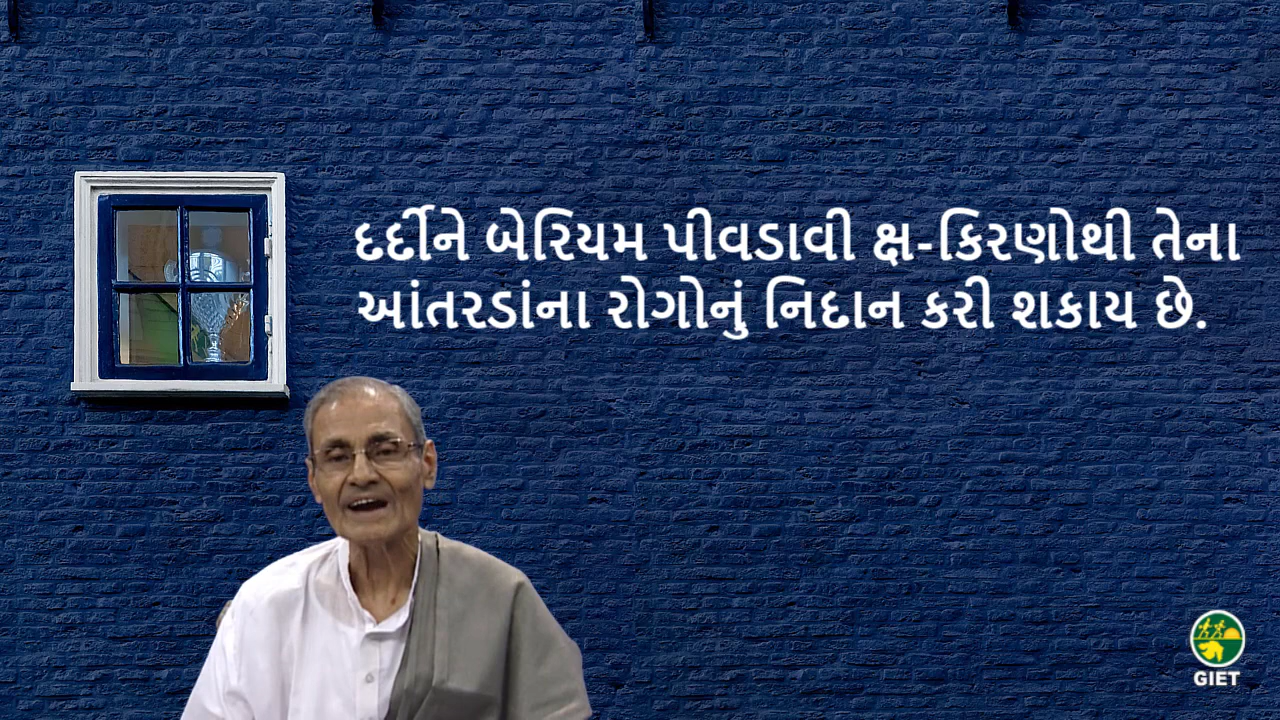 દર્દીને બેરિયમ પીવડાવી ક્ષ-કિરણોથી તેના
આંતરડાંના રોગોનું નિદાન કરી શકાય છે.
GIET